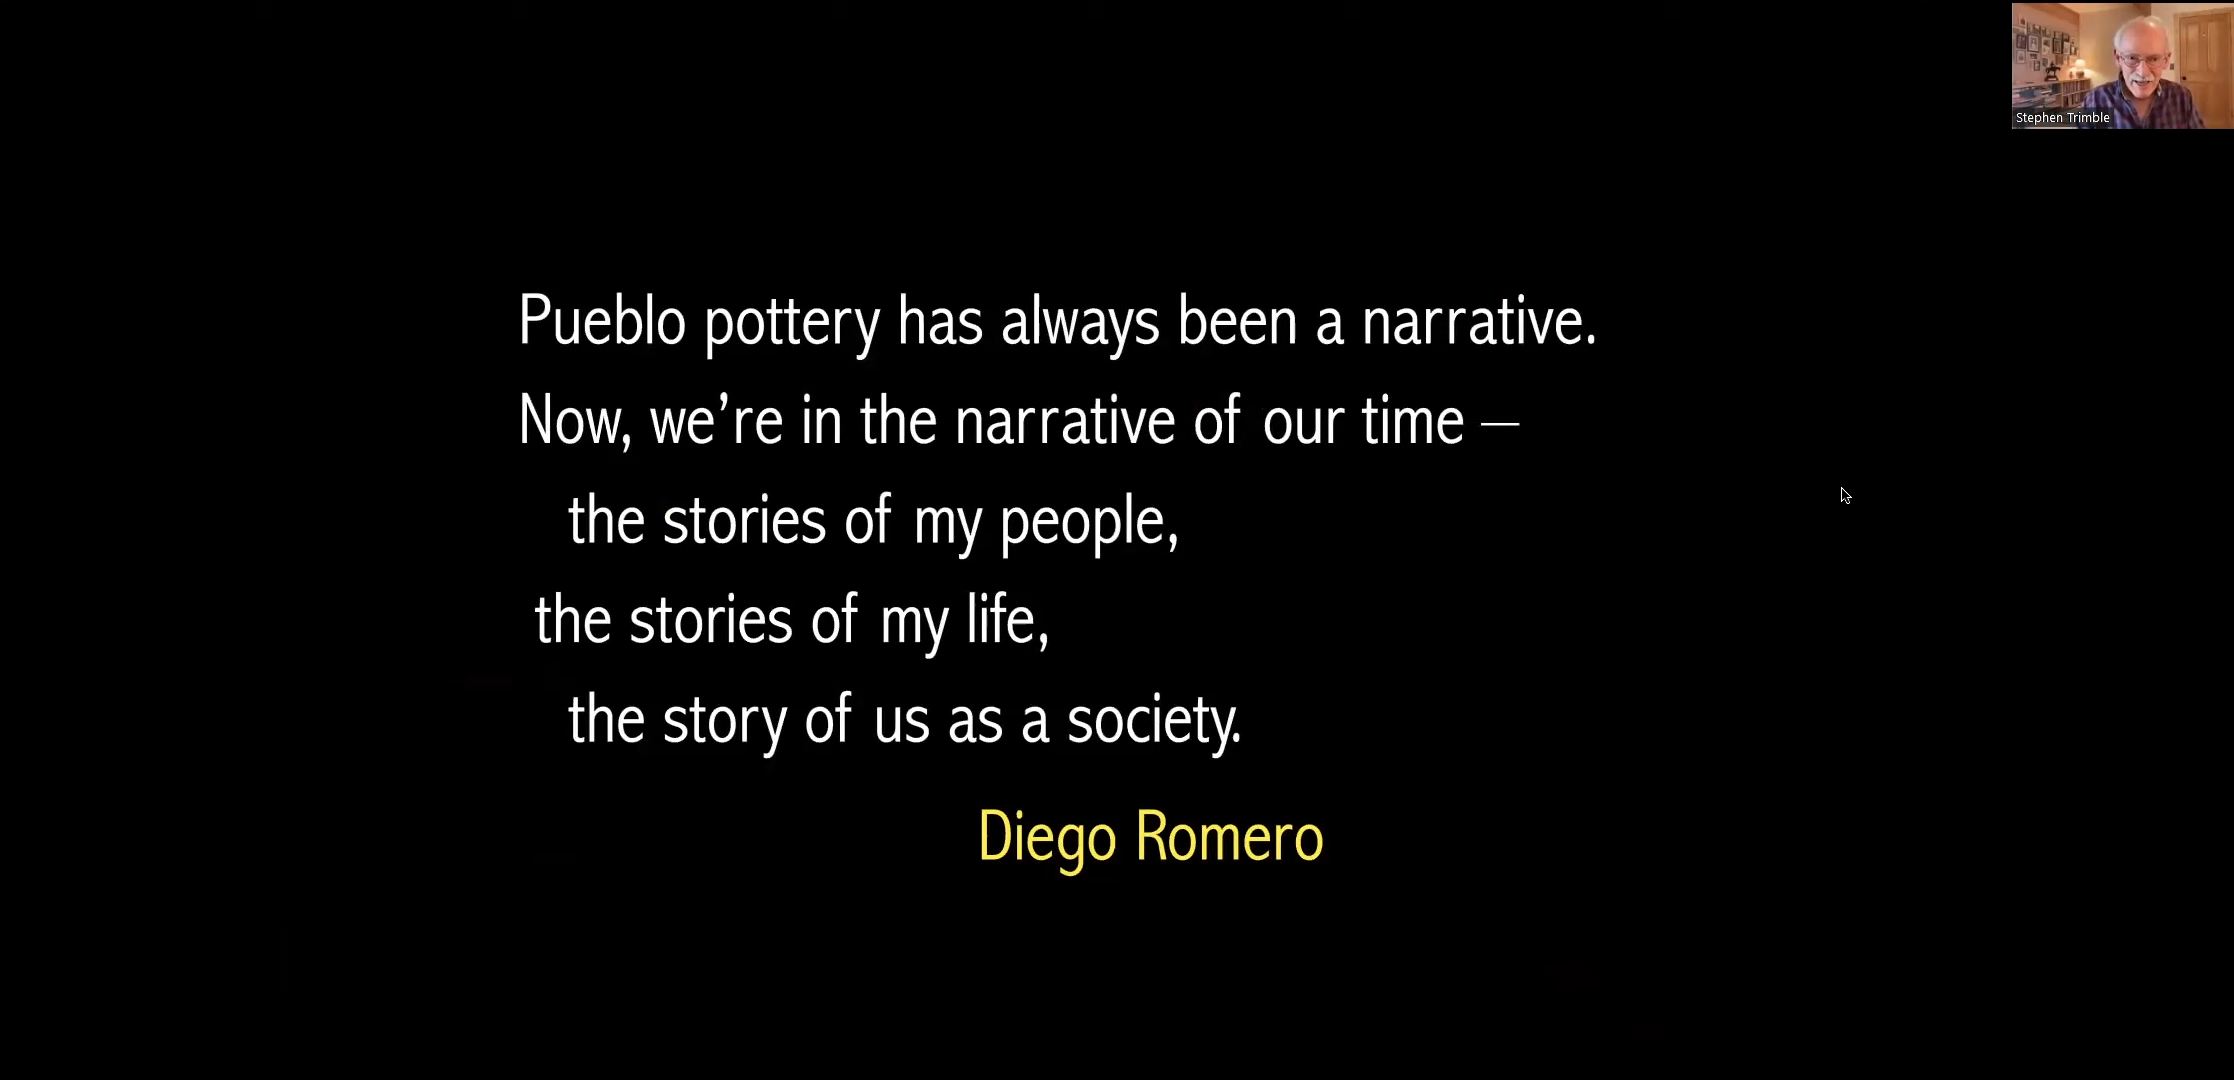 Stephen Trimble
Pueblo pottery has always been a narrative.
Now, we’re in the narrative of our time —
the stories of my people,
the stories of my life,
the story of us as a society.
Diego Romero